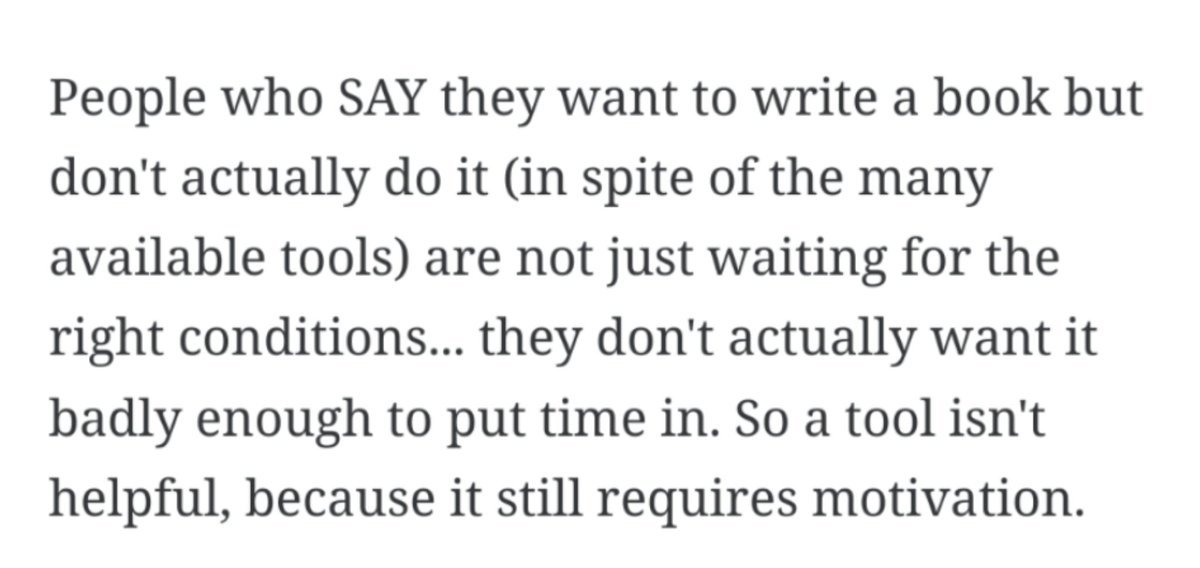 People who SAY they want to write a book but
don't actually do it (in spite of the many
available tools) are not just waiting for the
right conditions... they don't actually want it
badly enough to put time in. So a tool isn't
helpful, because it still requires motivation.